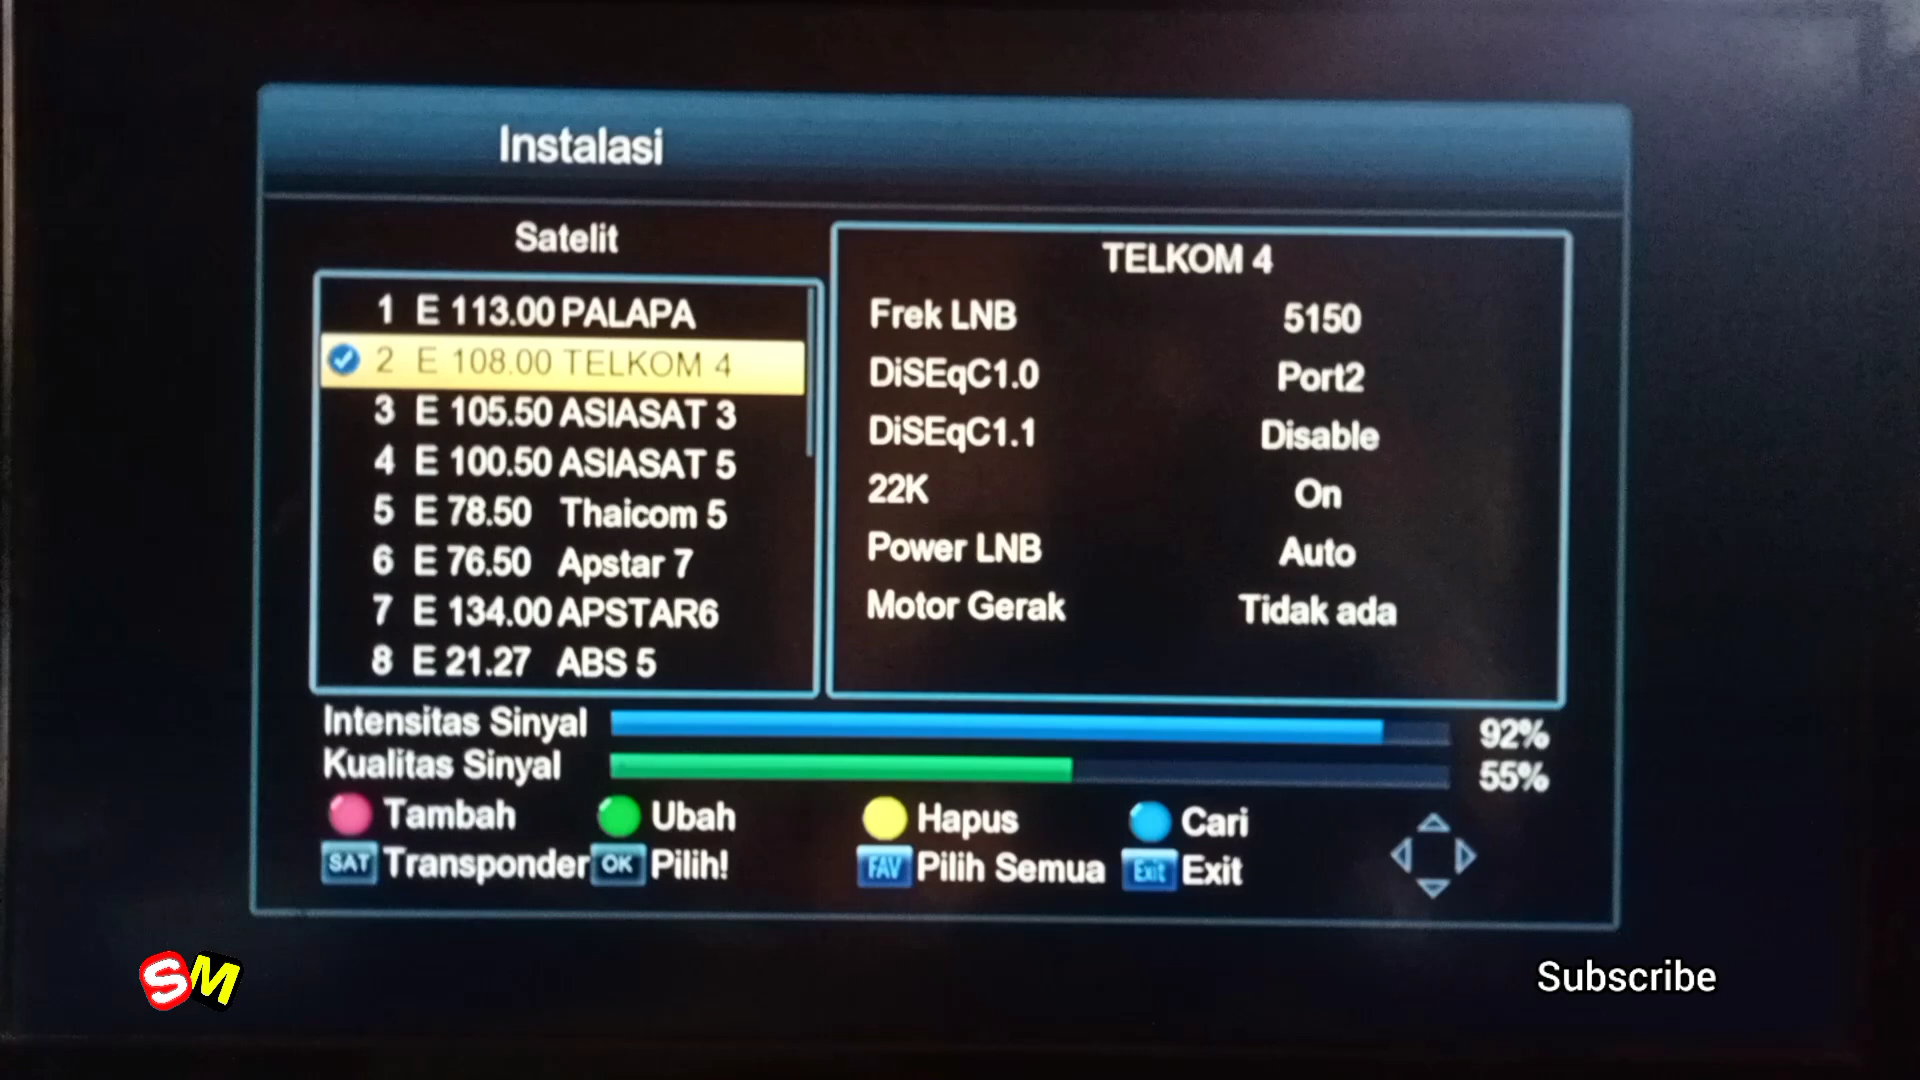 Instalasi
Satelit
1 E 113.00 PALAPA
2 E 108.00 TELKOM 4
3 E 105.50 ASIASAT 3
4 E 100.50 ASIASAT 5
5 E 78.50 Thaicom 5
6 E 76.50 Apstar 7
7 E 134.00 APSTAR6
8 E 21.27 ABS 5
TELKOM 4
Frek LNB 5150
DiSEqC1.0 Port2
DiSEqC1.1 Disable
22K On
Power LNB Auto
Motor Gerak Tidak ada
Intensitas Sinyal 92%
Kualitas Sinyal 55%
Tambah Ubah Hapus Cari
SAT Transponder OK Pilih! FAV Pilih Semua Exit Exit
SM
Subscribe